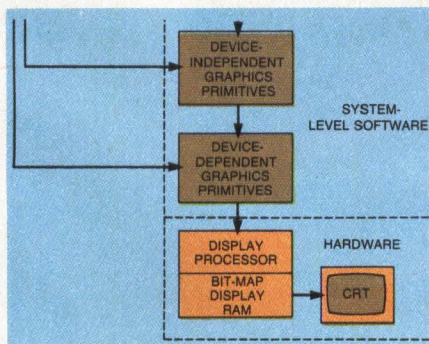 DEVICE-
INDEPENDENT
GRAPHICS
PRIMITIVES
SYSTEM-
LEVEL SOFTWARE
DEVICE-
DEPENDENT
GRAPHICS
PRIMITIVES
DISPLAY
PROCESSOR
HARDWARE
BIT-MAP
DISPLAY
RAM
CRT